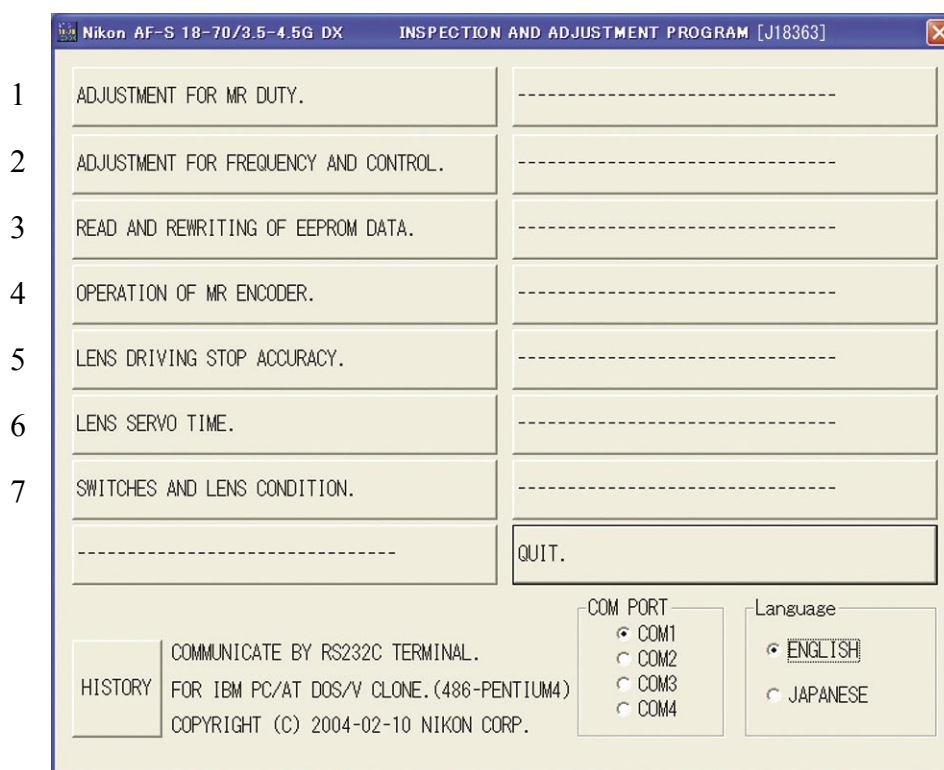 Nikon AF-S 18-70/3.5-4.5G DX INSPECTION AND ADJUSTMENT PROGRAM [J18363]
1 ADJUSTMENT FOR MR DUTY. --------------------------------
2 ADJUSTMENT FOR FREQUENCY AND CONTROL. --------------------------------
3 READ AND REWRITING OF EEPROM DATA. --------------------------------
4 OPERATION OF MR ENCODER. --------------------------------
5 LENS DRIVING STOP ACCURACY. --------------------------------
6 LENS SERVO TIME. --------------------------------
7 SWITCHES AND LENS CONDITION. --------------------------------
-------------------------------- QUIT.
HISTORY
COMMUNICATE BY RS232C TERMINAL.
FOR IBM PC/AT DOS/V CLONE.(486-PENTIUM4)
COPYRIGHT (C) 2004-02-10 NIKON CORP.
COM PORT
COM1
COM2
COM3
COM4
Language
ENGLISH
JAPANESE